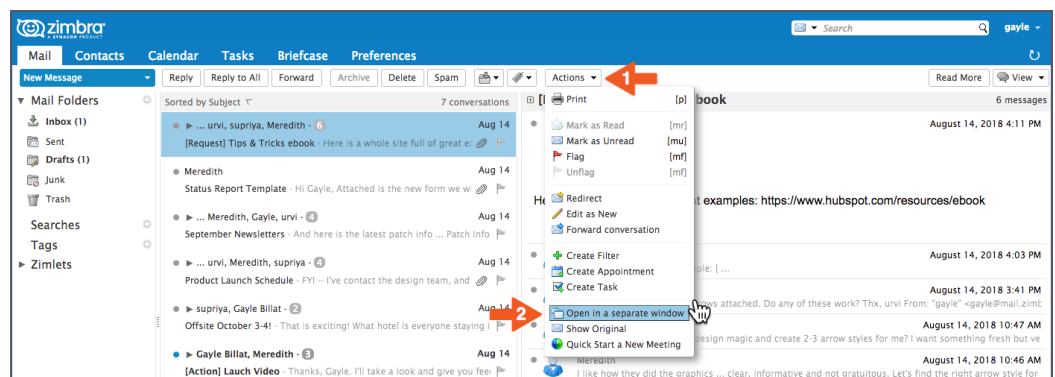 zimbra
A SYNACOR PRODUCT
Search
gayle
Mail Contacts Calendar Tasks Briefcase Preferences
New Message Reply Reply to All Forward Archive Delete Spam Actions 1 Read More View
Mail Folders
Inbox (1)
Sent
Drafts (1)
Junk
Trash
Searches
Tags
Zimlets
Sorted by Subject 7 conversations
... urvi, supriya, Meredith - 6 Aug 14
[Request] Tips & Tricks ebook - Here is a whole site full of great e
Meredith Aug 14
Status Report Template - Hi Gayle, Attached is the new form we w
... Meredith, Gayle, urvi - 4 Aug 14
September Newsletters - And here is the latest patch info ... Patch Info
... urvi, Meredith, supriya - 4 Aug 14
Product Launch Schedule - FYI -- I've contact the design team, and
supriya, Gayle Billat - 2 Aug 14
Offsite October 3-4! - That is exciting! What hotel is everyone staying i
Gayle Billat, Meredith - 3 Aug 14
[Action] Lauch Video - Thanks, Gayle. I'll take a look and give you fee
Print [p]
Mark as Read [mr]
Mark as Unread [mu]
Flag [mf]
Unflag [mf]
Redirect
Edit as New
Forward conversation
Create Filter
Create Appointment
Create Task
2 Open in a separate window
Show Original
Quick Start a New Meeting
[ book 6 messages
August 14, 2018 4:11 PM
He t examples: https://www.hubspot.com/resources/ebook
August 14, 2018 4:03 PM
ple: [ ...
August 14, 2018 3:41 PM
ows attached. Do any of these work? Thx, urvi From: "gayle" <gayle@mail.zimb
August 14, 2018 10:47 AM
design magic and create 2-3 arrow styles for me? I want something fresh but ve
Meredith August 14, 2018 10:46 AM
I like how they did the graphics ... clear, informative and not gratuitous. Let's find the right arrow style for